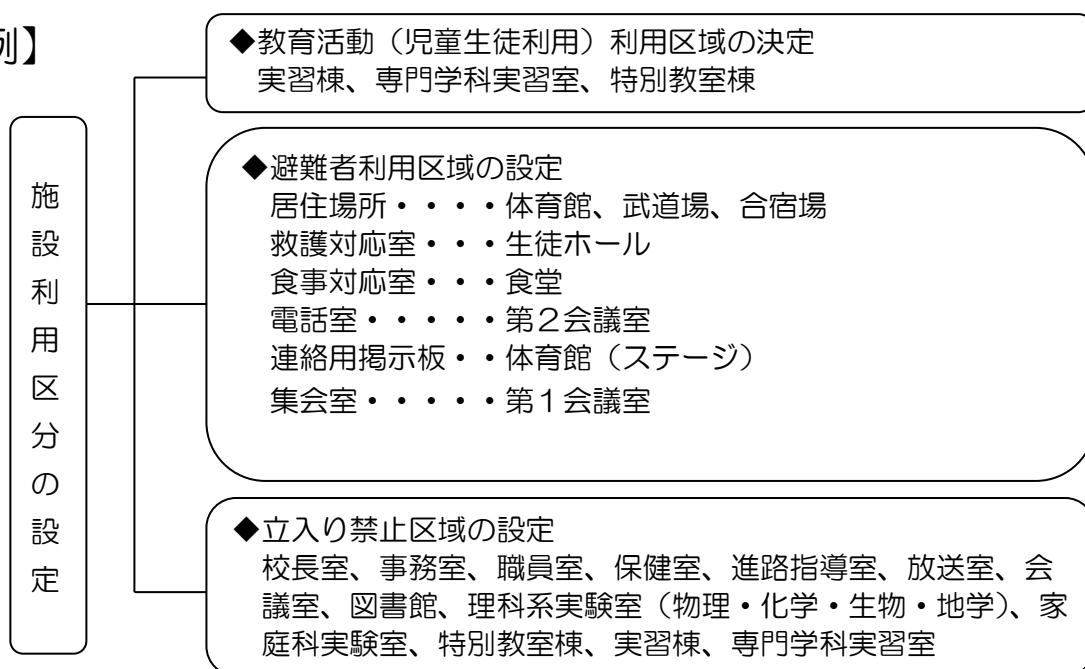 例】
施設利用区分の設定
◆教育活動（児童生徒利用）利用区域の決定
実習棟、専門学科実習室、特別教室棟
◆避難者利用区域の設定
居住場所・・・・体育館、武道場、合宿場
救護対応室・・・生徒ホール
食事対応室・・・食堂
電話室・・・・・第２会議室
連絡用掲示板・・体育館（ステージ）
集会室・・・・・第１会議室
◆立入り禁止区域の設定
校長室、事務室、職員室、保健室、進路指導室、放送室、会
議室、図書館、理科系実験室（物理・化学・生物・地学）、家
庭科実験室、特別教室棟、実習棟、専門学科実習室